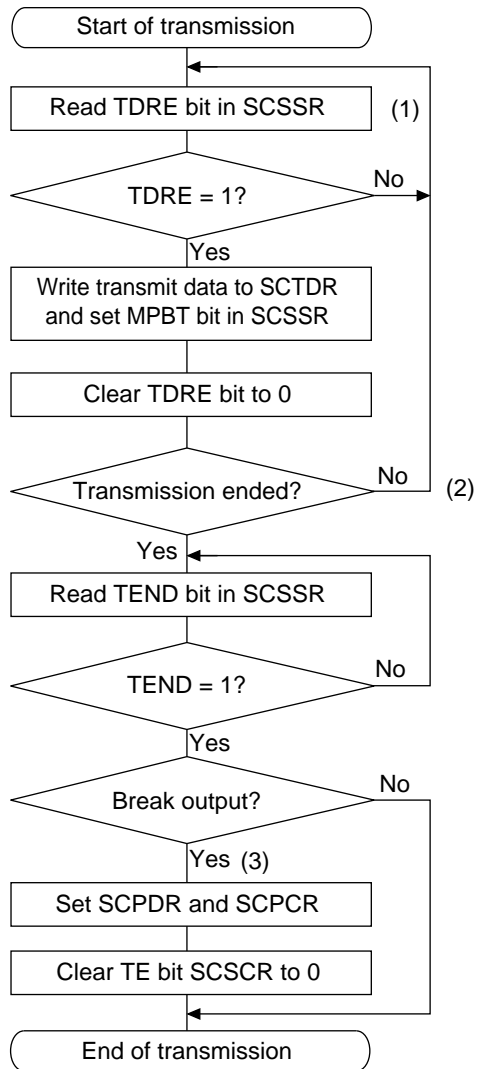 Start of transmission
Read TDRE bit in SCSSR
(1)
TDRE = 1?
No
Yes
Write transmit data to SCTDR
and set MPBT bit in SCSSR
Clear TDRE bit to 0
Transmission ended?
No
(2)
Yes
Read TEND bit in SCSSR
TEND = 1?
No
Yes
Break output?
No
Yes (3)
Set SCPDR and SCPCR
Clear TE bit SCSCR to 0
End of transmission